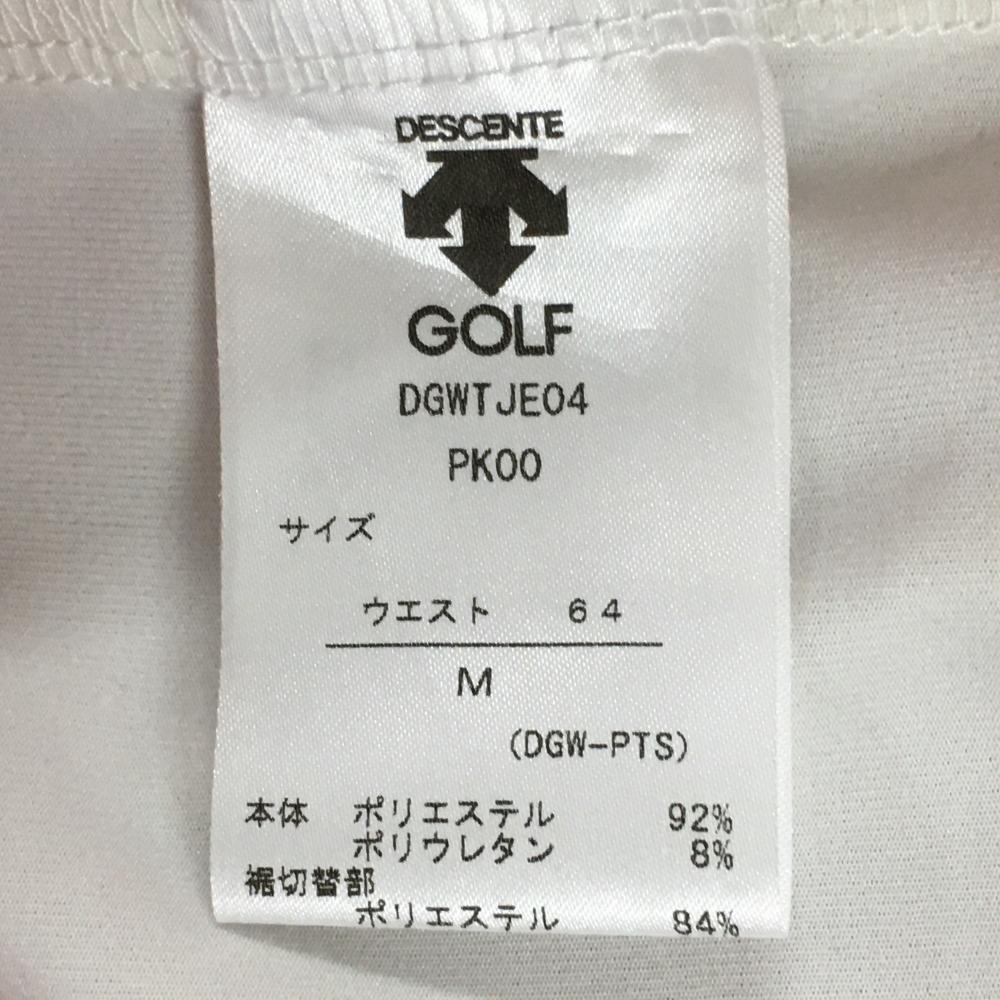 DESCENTE
GOLF
DGWTJE04
PK00
サイズ
ウエスト 64
M
(DGW-PTS)
本体 ポリエステル 92%
ポリウレタン 8%
裾切替部
ポリエステル 84%